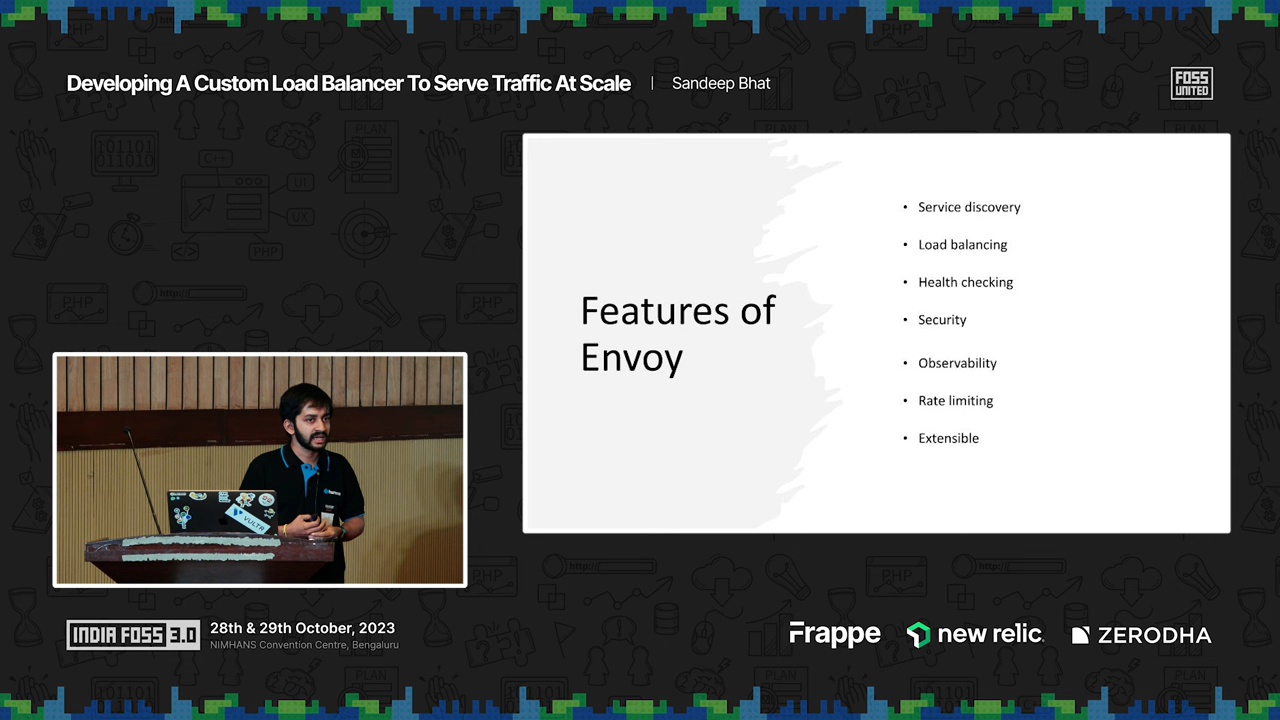 Developing A Custom Load Balancer To Serve Traffic At Scale | Sandeep Bhat
FOSS
UNITED
Features of
Envoy
• Service discovery
• Load balancing
• Health checking
• Security
• Observability
• Rate limiting
• Extensible
VULTR
INDIA FOSS 3.0
28th & 29th October, 2023
NIMHANS Convention Centre, Bengaluru
Frappe
new relic
ZERODHA